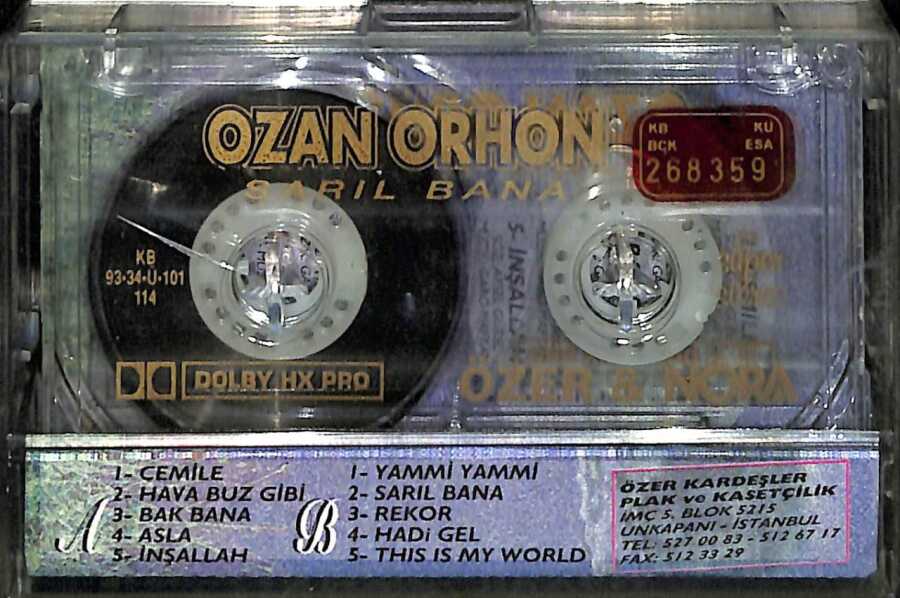 OZAN ORHON
SARIL BANA
KB KU
BÇK ESA
268359
KB
93·34·U·101
114
DOLBY HX PRO
ÖZER & NORA
A
1- CEMİLE
2- HAVA BUZ GİBİ
3- BAK BANA
4- ASLA
5- İNŞALLAH
B
1- YAMMİ YAMMİ
2- SARIL BANA
3- REKOR
4- HADİ GEL
5- THIS IS MY WORLD
ÖZER KARDEŞLER
PLAK ve KASETÇİLİK
İMC 5. BLOK 5215
UNKAPANI - İSTANBUL
TEL: 527 00 83 - 512 67 17
FAX: 512 33 29